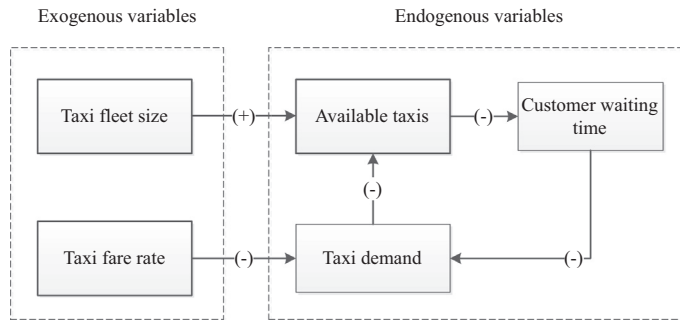 Exogenous variables
Endogenous variables
Taxi fleet size
(+)
Available taxis
(-)
Customer waiting
time
(-)
Taxi fare rate
(-)
Taxi demand
(-)